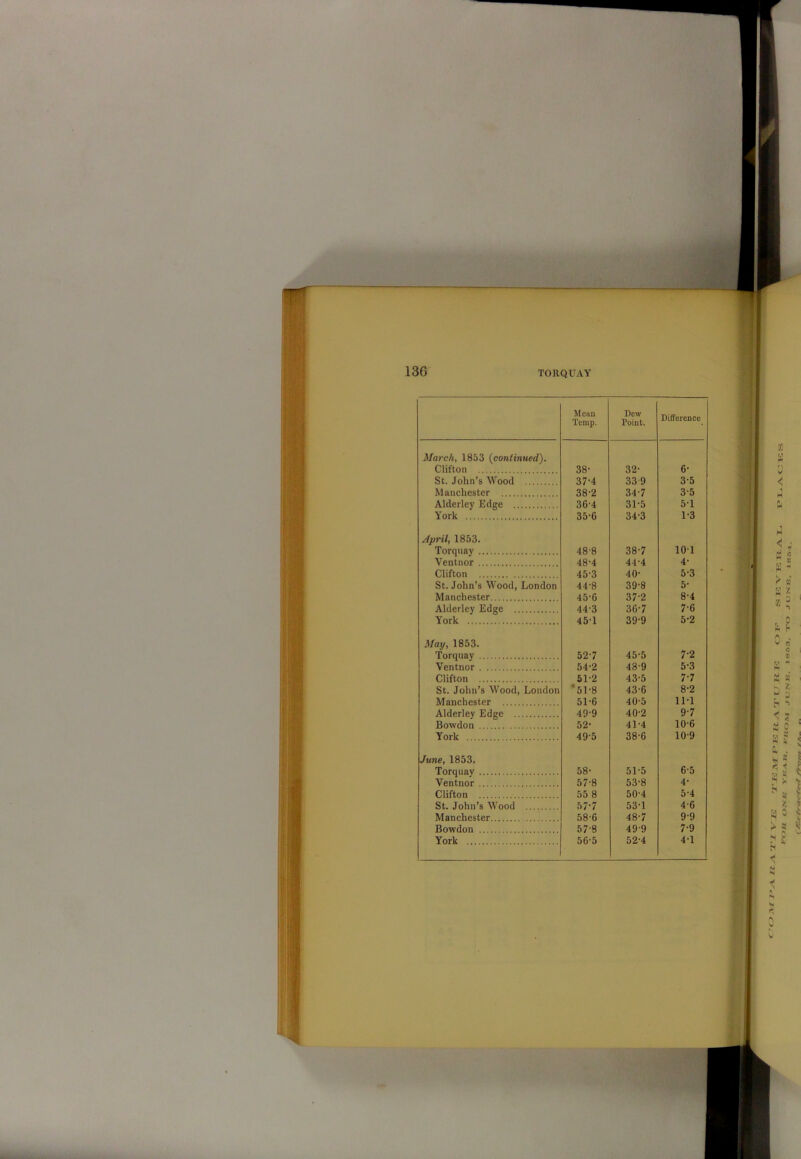 136 TORQUAY
Mean Temp. Dew Point. Difference
March, 1853 (continued).
Clifton .......... 38· 32· 6·
St. John's Wood .......... 37·4 33 9 3·5
Manchester .......... 38·2 34·7 3·5
Alderley Edge .......... 36·4 31·5 5·1
York .......... 35·6 34·3 1·3
April, 1853.
Torquay .......... 48 8 38·7 10·1
Ventnor .......... 48·4 44·4 4·
Clifton .......... 45·3 40· 5·3
St. John's Wood, London 44·8 39·8 5·
Manchester .......... 45·6 37·2 8·4
Alderley Edge .......... 44·3 36·7 7·6
York .......... 45·1 39·9 5·2
May, 1853.
Torquay .......... 52·7 45·5 7·2
Ventnor .......... 54·2 48·9 5·3
Clifton .......... 51·2 43·5 7·7
St. John's Wood, London 51·8 43·6 8·2
Manchester .......... 51·6 40·5 11·1
Alderley Edge .......... 49·9 40·2 9·7
Bowdon .......... 52· 41·4 10·6
York .......... 49·5 38·6 10·9
June, 1853.
Torquay .......... 58· 51·5 6·5
Ventnor .......... 57·8 53·8 4·
Clifton .......... 55 8 50·4 5·4
St. John's Wood .......... 57·7 53·1 4·6
Manchester .......... 58·6 48·7 9·9
Bowdon .......... 57·8 49·9 7·9
York .......... 56·5 52·4 4·1
COMPARATIVE TEMPERATURE OF SEVERAL PLACES
FOR ONE YEAR, FROM JUNE, 1853, TO JUNE, 1854.